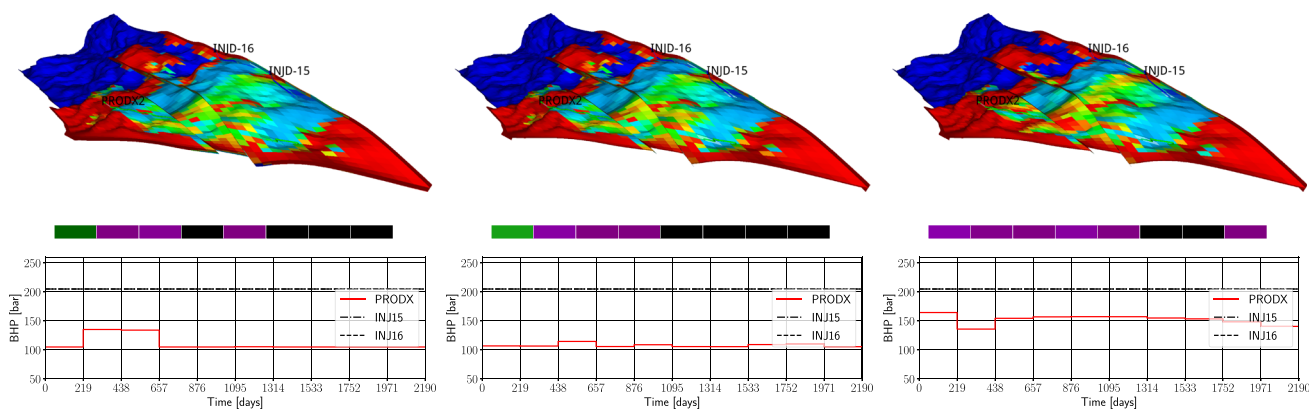 INJD-16
INJD-15
PRODX2
INJD-16
INJD-15
PRODX2
INJD-16
INJD-15
PRODX2
250
200
150
100
50
BHP [bar]
PRODX
INJ15
INJ16
0 219 438 657 876 1095 1314 1533 1752 1971 2190
Time [days]
250
200
150
100
50
BHP [bar]
PRODX
INJ15
INJ16
0 219 438 657 876 1095 1314 1533 1752 1971 2190
Time [days]
250
200
150
100
50
BHP [bar]
PRODX
INJ15
INJ16
0 219 438 657 876 1095 1314 1533 1752 1971 2190
Time [days]